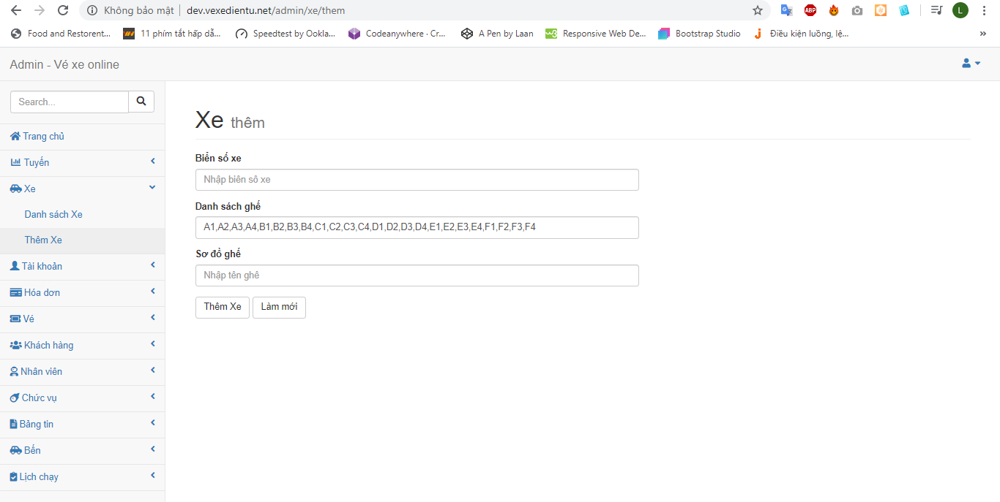 Không bảo mật | dev.vexedientu.net/admin/xe/them
ABP
L
Food and Restorent... 11 phím tắt hấp dẫ... Speedtest by Ookla... Codeanywhere · Cr... A Pen by Laan Responsive Web De... Bootstrap Studio Điều kiện luồng, lệ... »
Admin - Vé xe online
Search...
Trang chủ
Tuyến
Xe
Danh sách Xe
Thêm Xe
Tài khoản
Hóa đơn
Vé
Khách hàng
Nhân viên
Chức vụ
Bảng tin
Bến
Lịch chạy
Xe thêm
Biển số xe
Nhập biên sô xe
Danh sách ghế
A1,A2,A3,A4,B1,B2,B3,B4,C1,C2,C3,C4,D1,D2,D3,D4,E1,E2,E3,E4,F1,F2,F3,F4
Sơ đồ ghế
Nhập tên ghê
Thêm Xe Làm mới